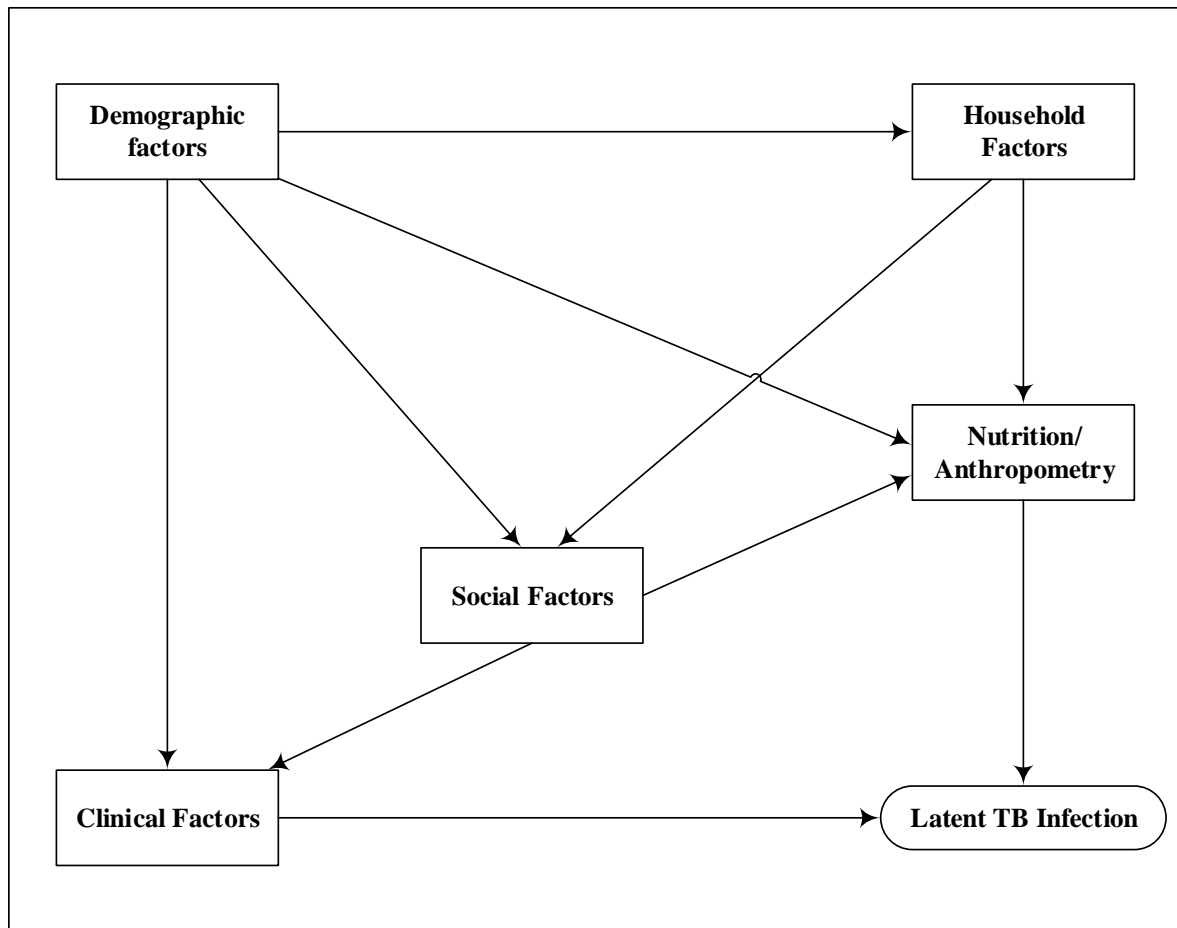 Demographic
factors
Household
Factors
Nutrition/
Anthropometry
Social Factors
Clinical Factors
Latent TB Infection